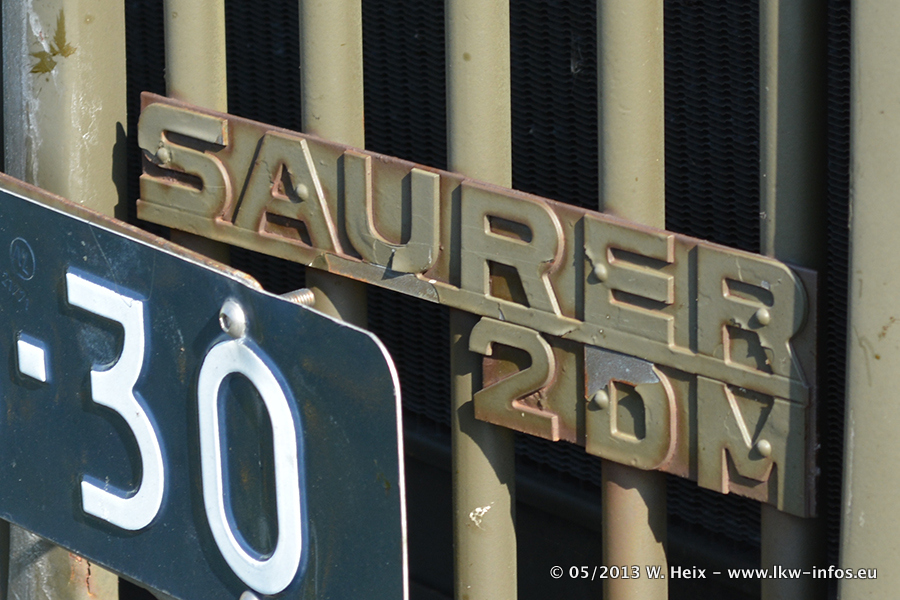 SAURER
2DM
-30
© 05/2013 W. Heix - www.lkw-infos.eu